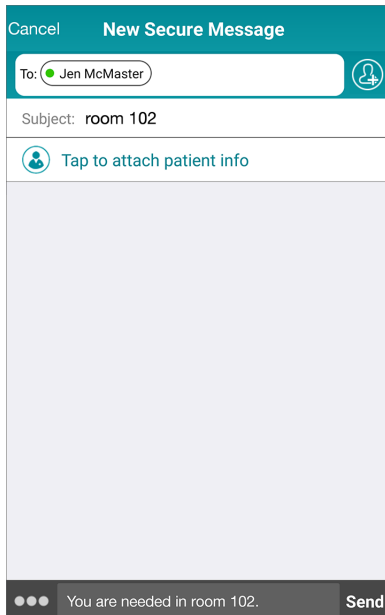 Cancel New Secure Message
To: Jen McMaster
Subject: room 102
Tap to attach patient info
You are needed in room 102. Send